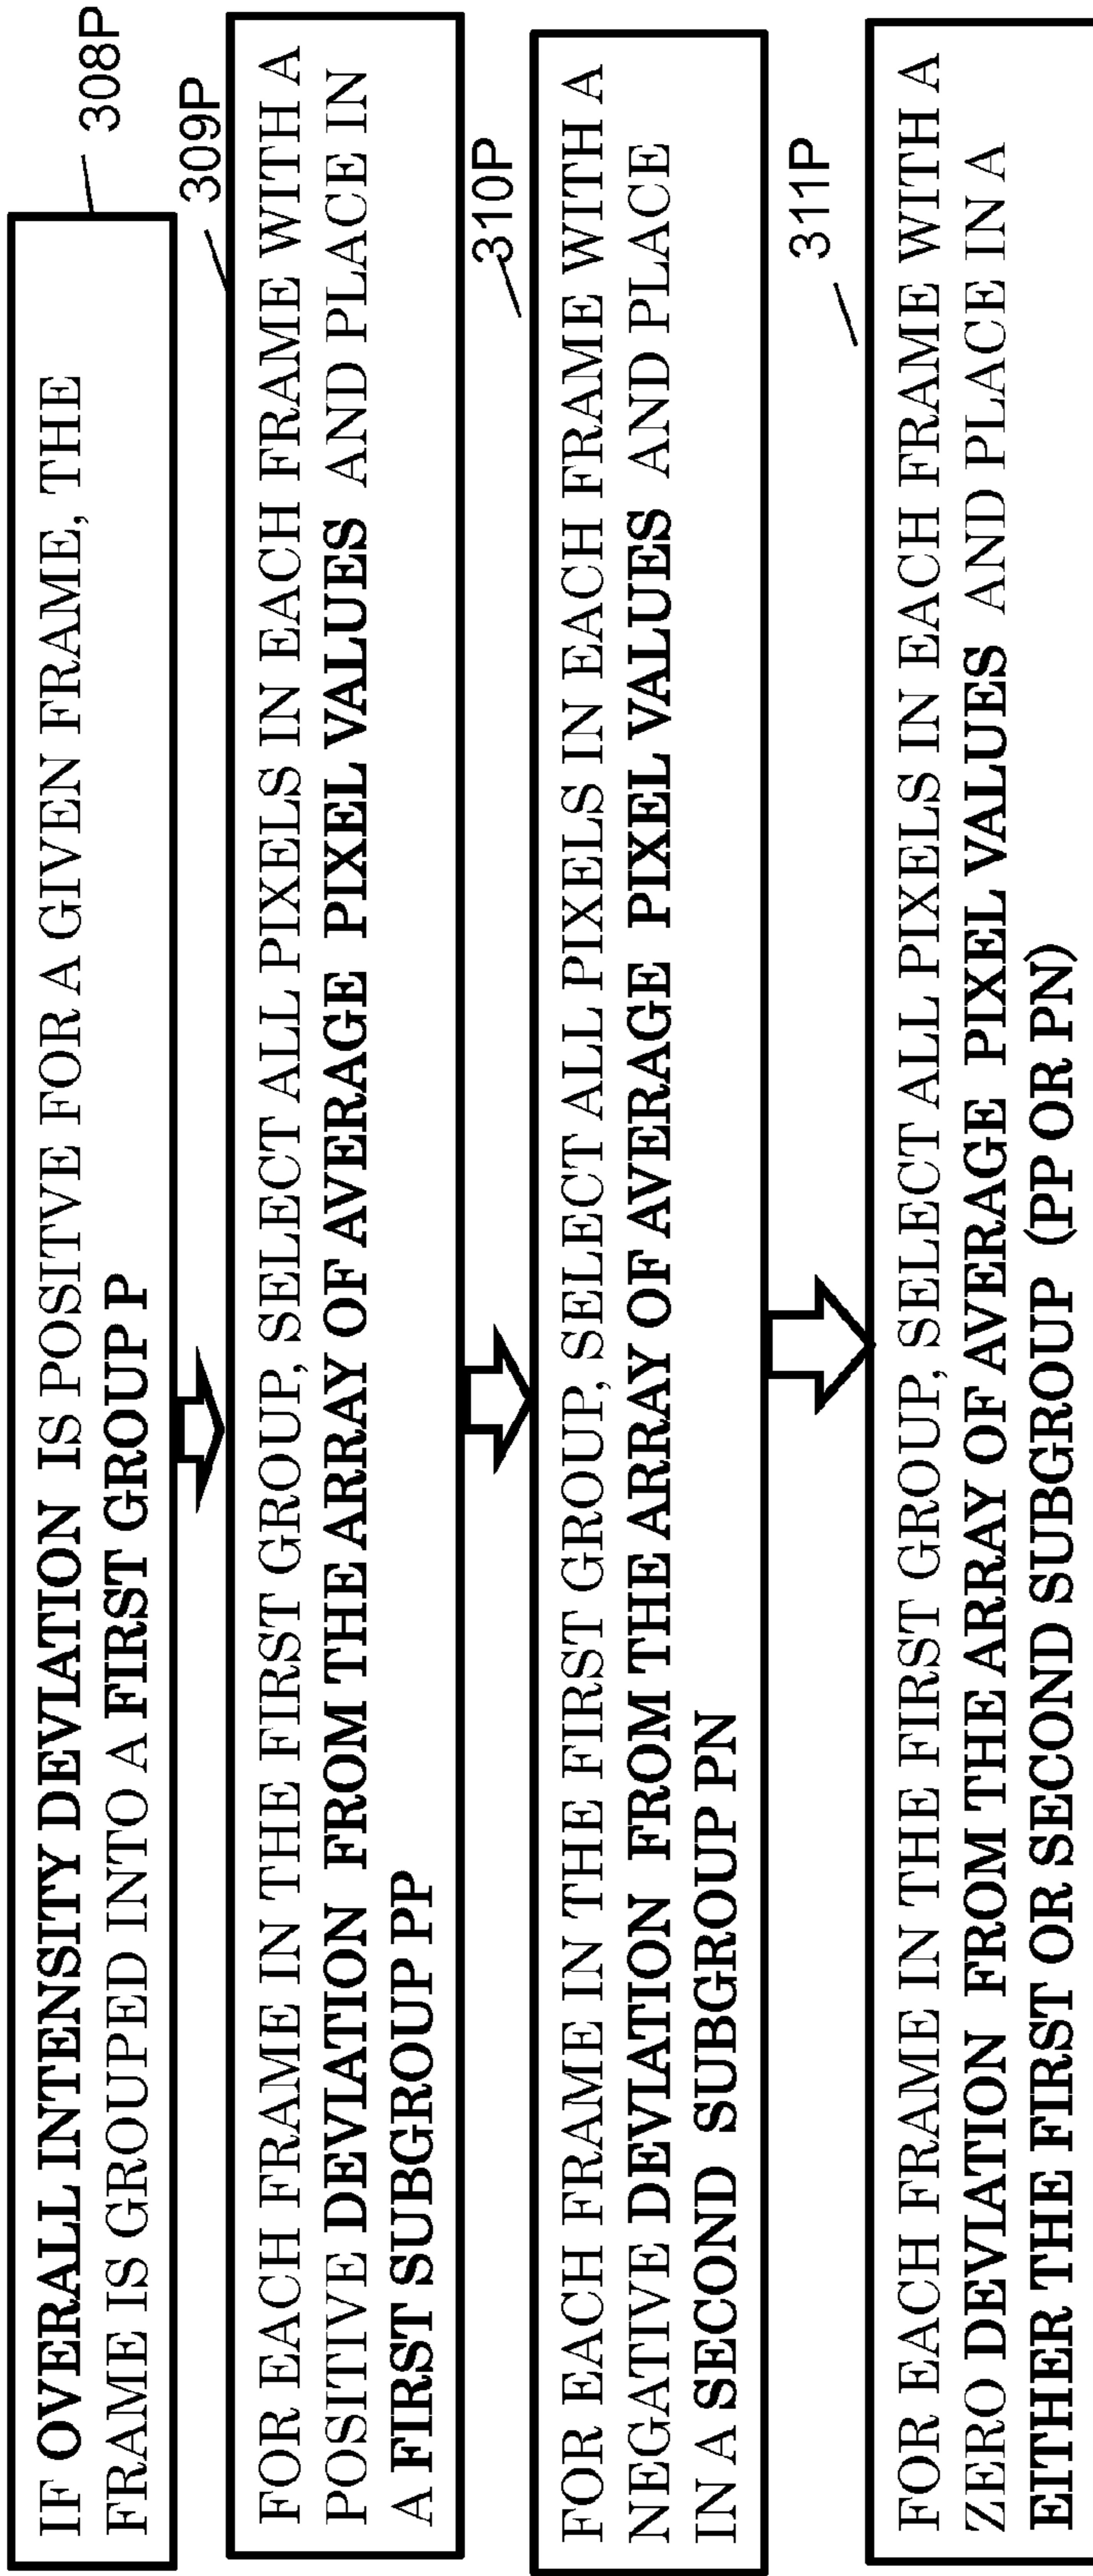 308P
IF OVERALL INTENSITY DEVIATION IS POSITVE FOR A GIVEN FRAME, THE
FRAME IS GROUPED INTO A FIRST GROUP P
309P
FOR EACH FRAME IN THE FIRST GROUP, SELECT ALL PIXELS IN EACH FRAME WITH A
POSITIVE DEVIATION FROM THE ARRAY OF AVERAGE PIXEL VALUES AND PLACE IN
A FIRST SUBGROUP PP
310P
FOR EACH FRAME IN THE FIRST GROUP, SELECT ALL PIXELS IN EACH FRAME WITH A
NEGATIVE DEVIATION FROM THE ARRAY OF AVERAGE PIXEL VALUES AND PLACE
IN A SECOND SUBGROUP PN
311P
FOR EACH FRAME IN THE FIRST GROUP, SELECT ALL PIXELS IN EACH FRAME WITH A
ZERO DEVIATION FROM THE ARRAY OF AVERAGE PIXEL VALUES AND PLACE IN A
EITHER THE FIRST OR SECOND SUBGROUP (PP OR PN)